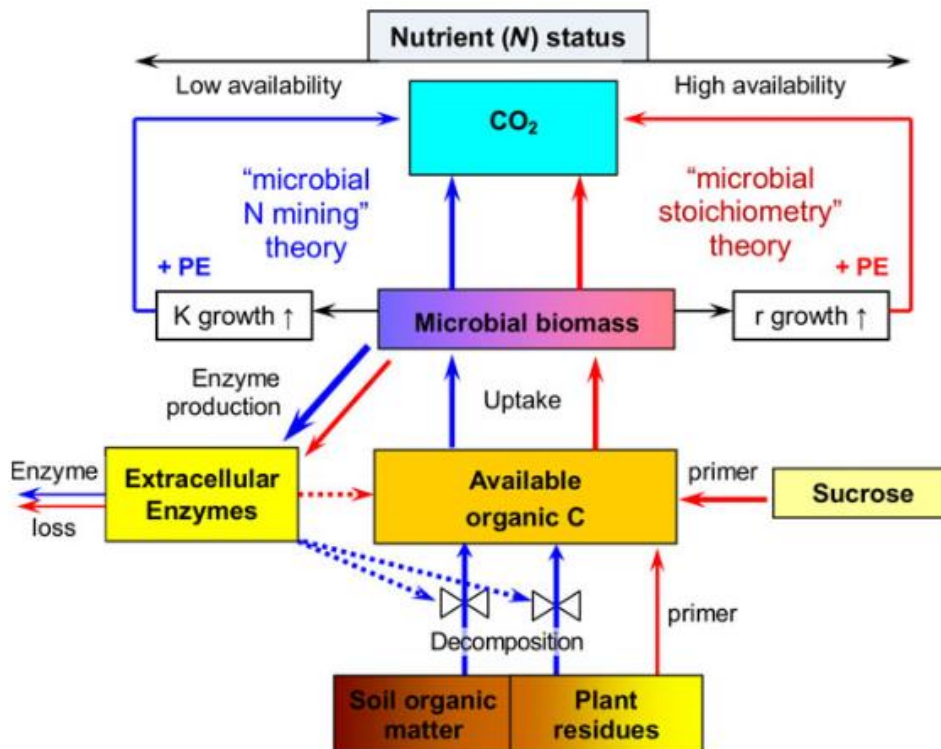 Nutrient (N) status
Low availability
High availability
CO₂
“microbial
N mining”
theory
“microbial
stoichiometry”
theory
+ PE
+ PE
K growth ↑
Microbial biomass
r growth ↑
Enzyme
production
Uptake
Enzyme
loss
Extracellular
Enzymes
Available
organic C
primer
Sucrose
Decomposition
primer
Soil organic
matter
Plant
residues